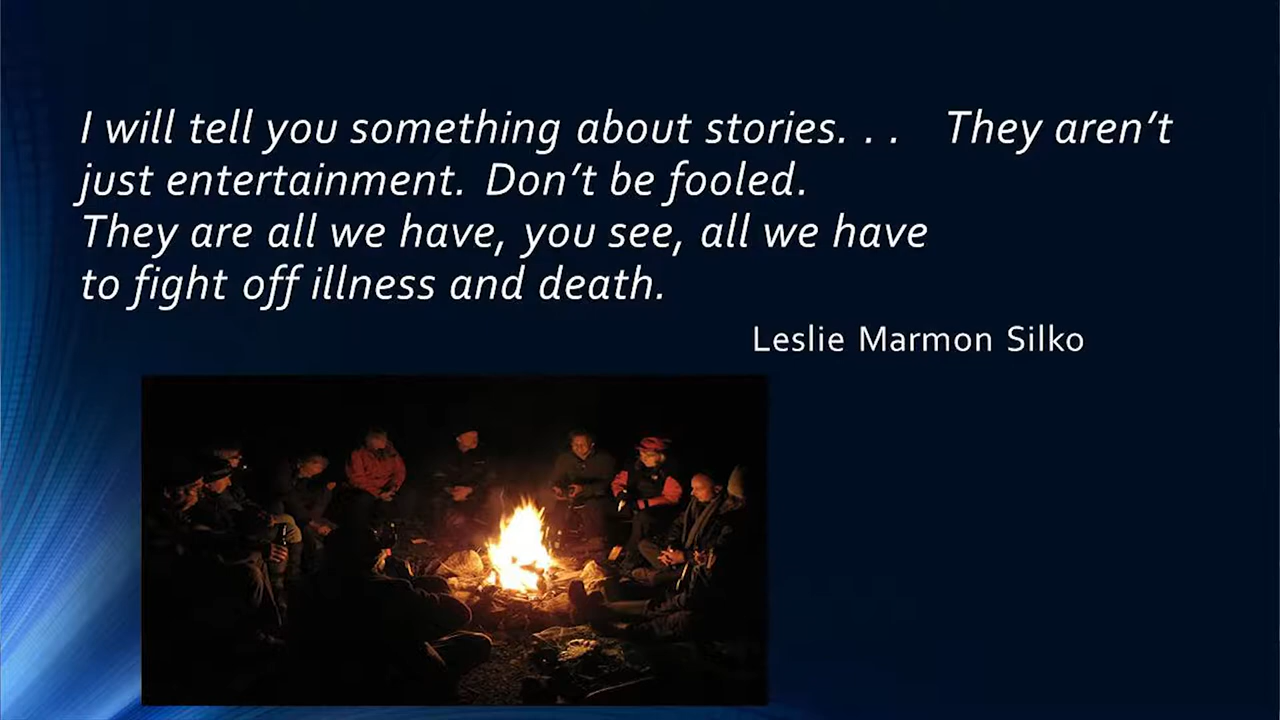 I will tell you something about stories. . . They aren't
just entertainment. Don't be fooled.
They are all we have, you see, all we have
to fight off illness and death.
Leslie Marmon Silko